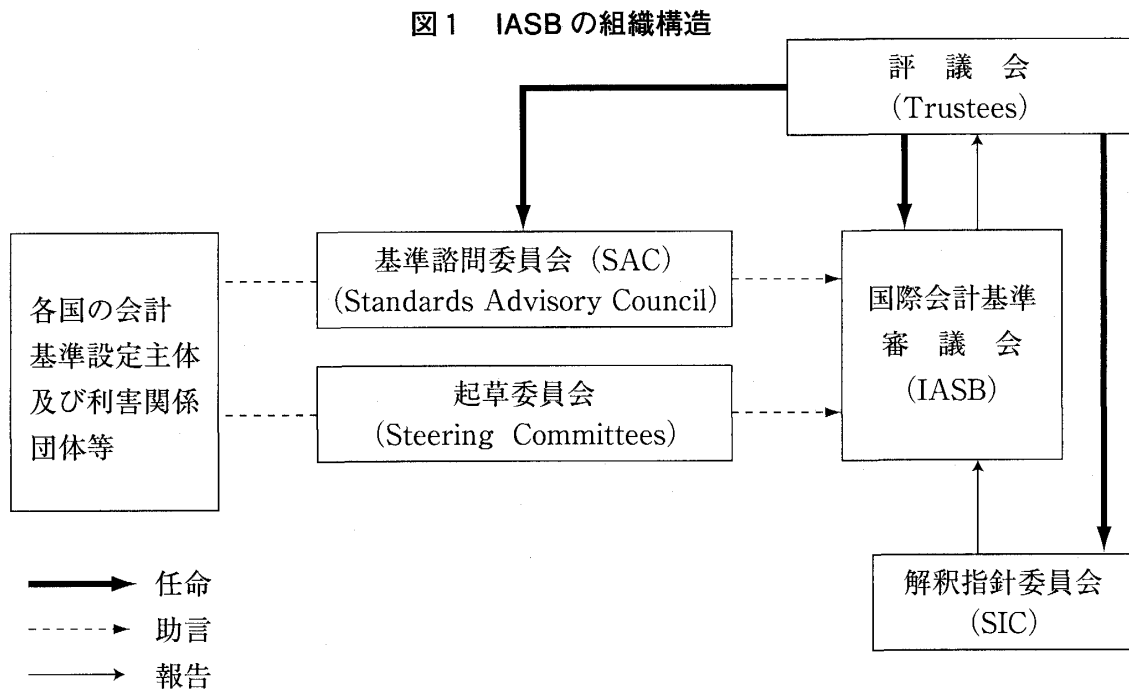 図1 IASBの組織構造
評議会
(Trustees)
基準諮問委員会(SAC)
(Standards Advisory Council)
各国の会計
基準設定主体
及び利害関係
団体等
起草委員会
(Steering Committees)
国際会計基準
審議会
(IASB)
解釈指針委員会
(SIC)
任命
助言
報告